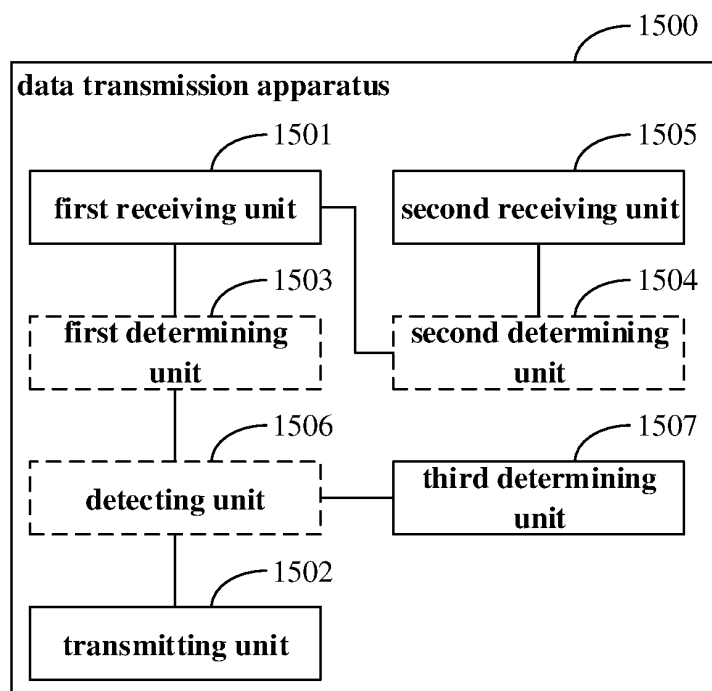 1500
data transmission apparatus
1501
1505
first receiving unit
second receiving unit
1503
1504
first determining
unit
second determining
unit
1506
1507
detecting unit
third determining
unit
1502
transmitting unit